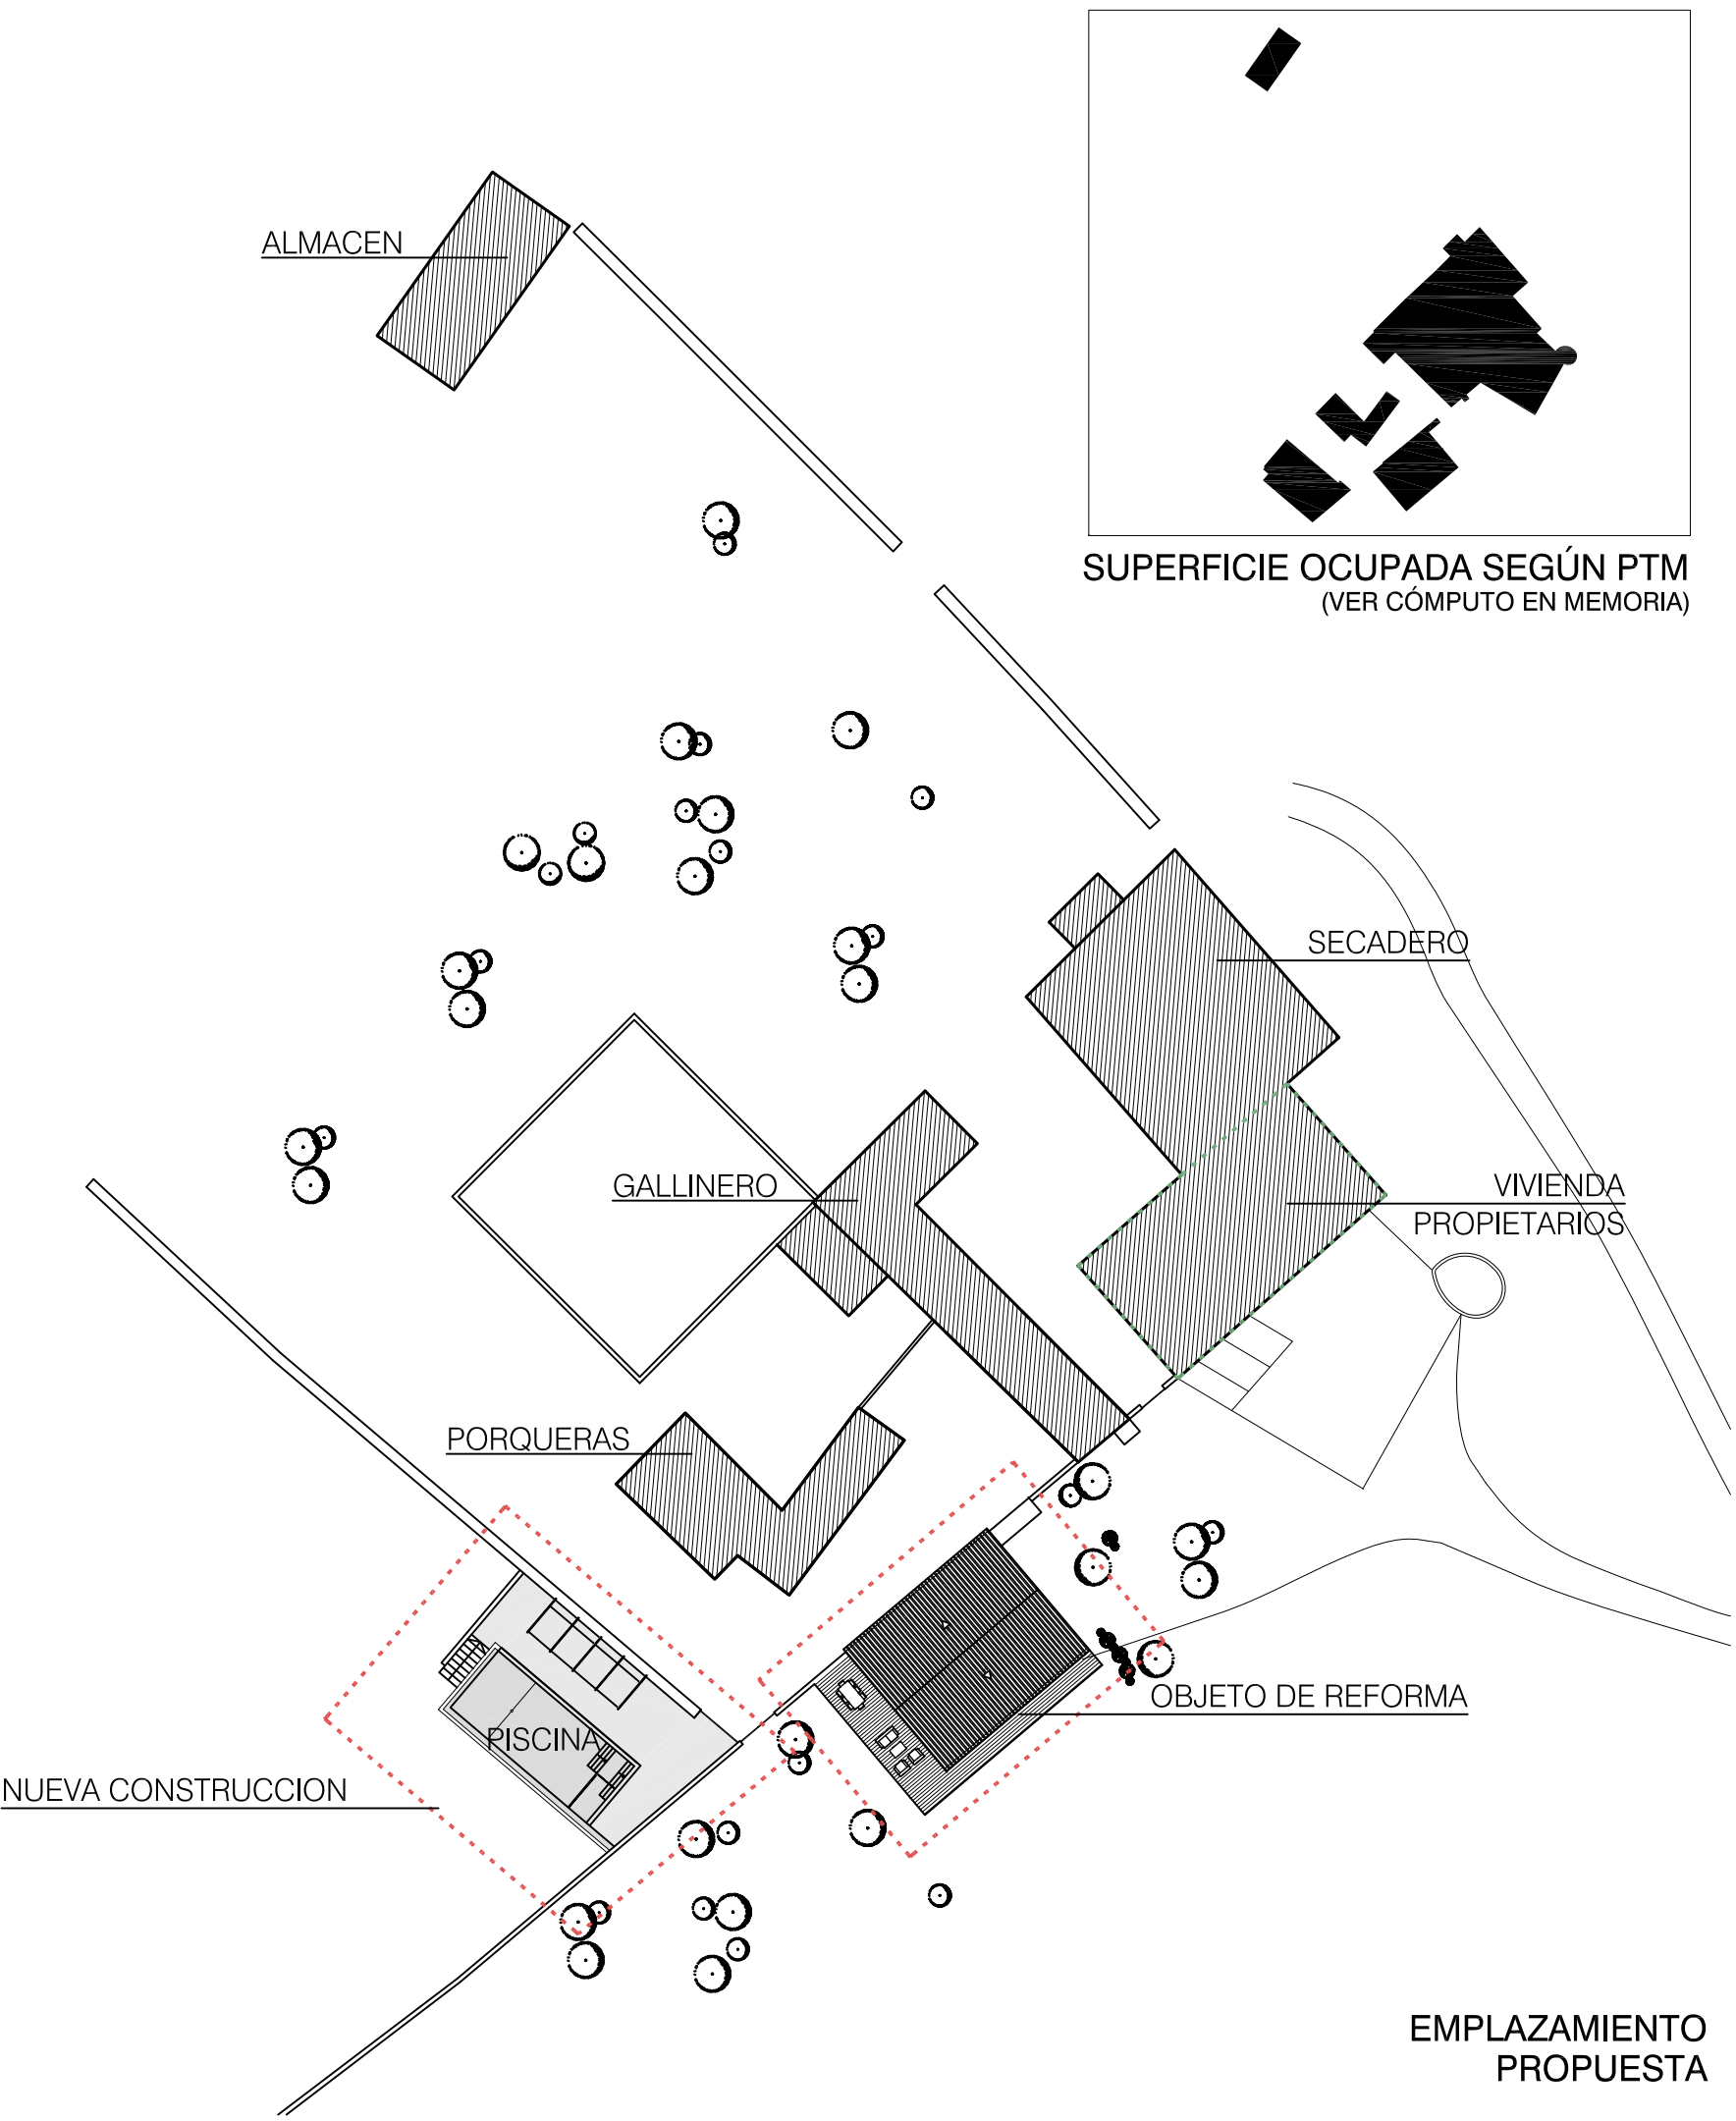 ALMACEN
SUPERFICIE OCUPADA SEGÚN PTM
(VER CÓMPUTO EN MEMORIA)
SECADERO
GALLINERO
VIVIENDA
PROPIETARIOS
PORQUERAS
OBJETO DE REFORMA
PISCINA
NUEVA CONSTRUCCION
EMPLAZAMIENTO
PROPUESTA